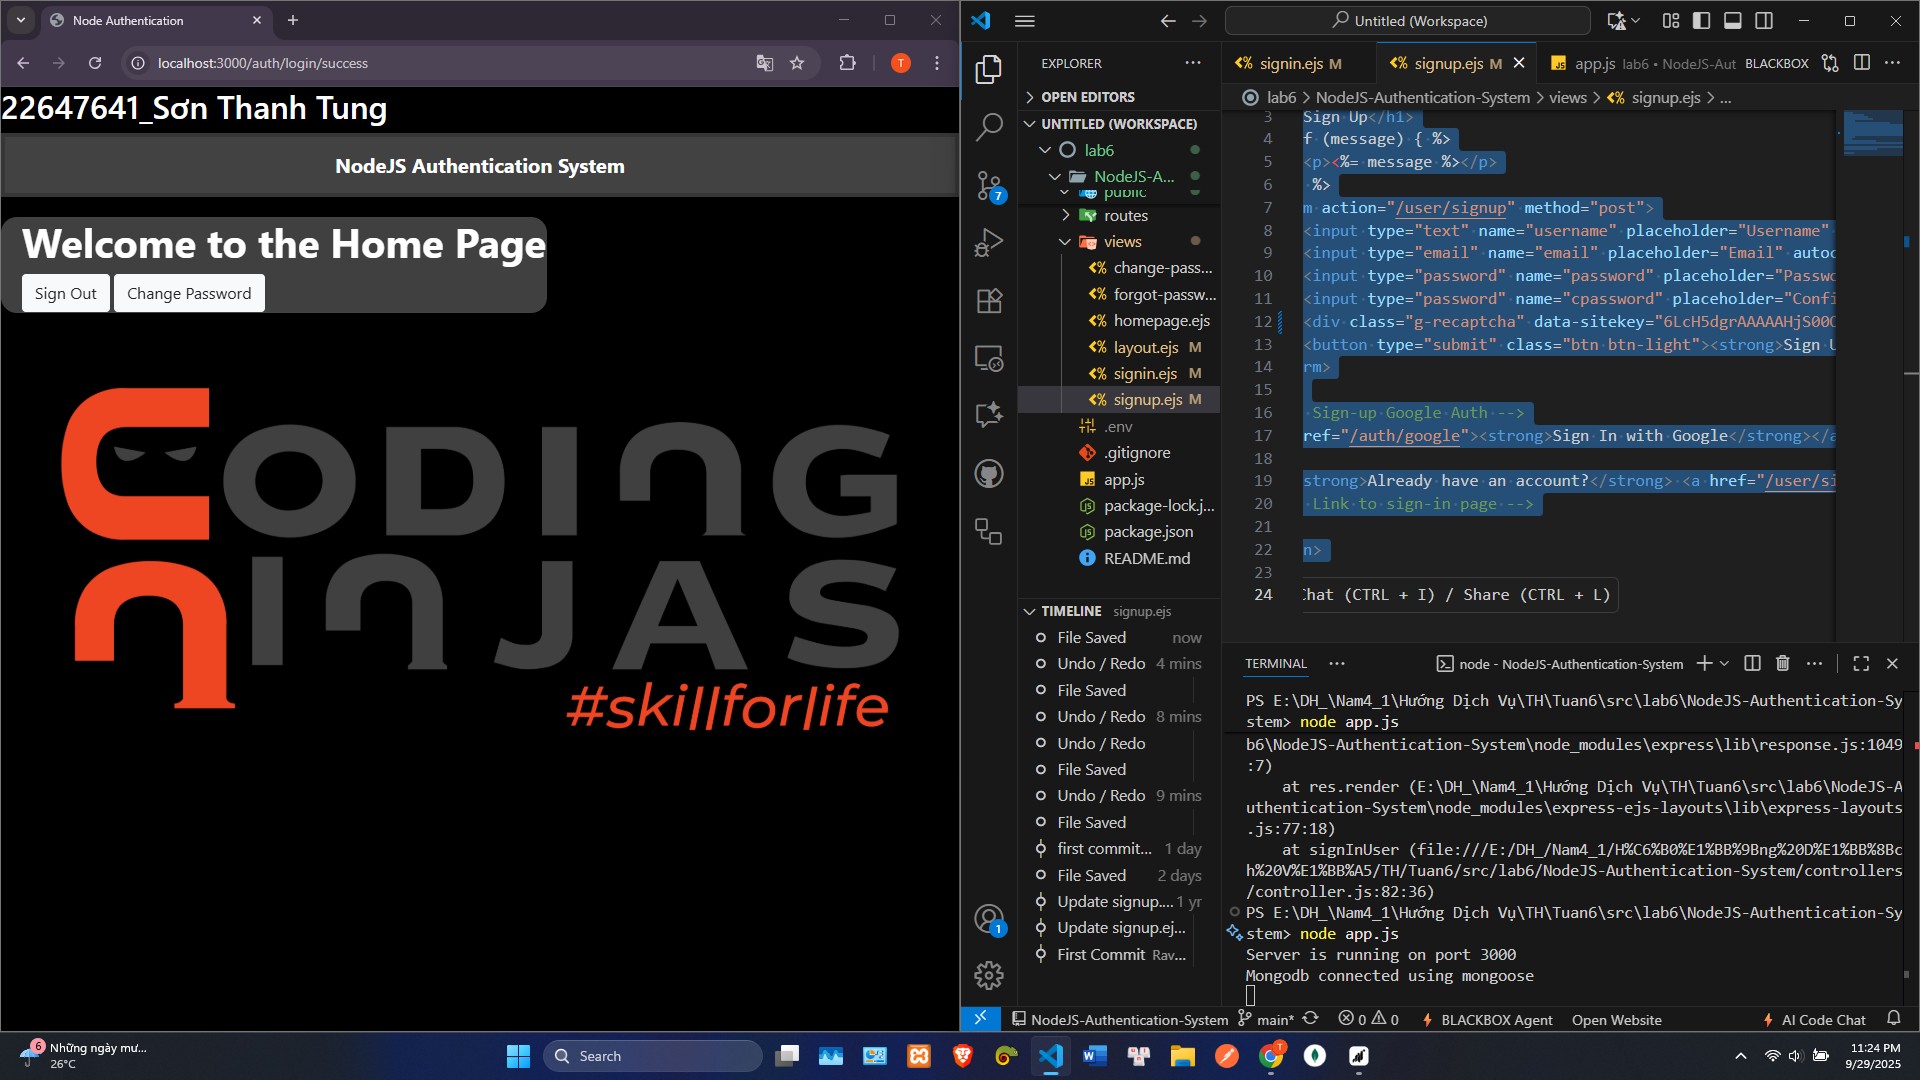 Node Authentication
localhost:3000/auth/login/success
22647641_Sơn Thanh Tung
NodeJS Authentication System
Welcome to the Home Page
Sign Out
Change Password
CODING
NINJAS
#skillforlife
Untitled (Workspace)
EXPLORER
OPEN EDITORS
UNTITLED (WORKSPACE)
lab6
NodeJS-A...
public
routes
views
change-pass...
forgot-passw...
homepage.ejs
layout.ejs M
signin.ejs M
signup.ejs M
.env
.gitignore
app.js
package-lock.j...
package.json
README.md
TIMELINE signup.ejs
File Saved now
Undo / Redo 4 mins
File Saved
Undo / Redo 8 mins
Undo / Redo
File Saved
Undo / Redo 9 mins
File Saved
first commit... 1 day
File Saved 2 days
Update signup.... 1 yr
Update signup.ej...
First Commit Rav...
7
1
signin.ejs M
signup.ejs M
app.js lab6 • NodeJS-Aut
BLACKBOX
lab6 > NodeJS-Authentication-System > views > signup.ejs > ...
3 Sign Up</h1>
4 f (message) { %>
5 <p><%= message %></p>
6 %>
7 m action="/user/signup" method="post">
8 <input type="text" name="username" placeholder="Username"
9 <input type="email" name="email" placeholder="Email" autoc
10 <input type="password" name="password" placeholder="Passwo
11 <input type="password" name="cpassword" placeholder="Confi
12 <div class="g-recaptcha" data-sitekey="6LcH5dgrAAAAAHjS00C
13 <button type="submit" class="btn btn-light"><strong>Sign U
14 rm>
15
16 Sign-up Google Auth -->
17 ref="/auth/google"><strong>Sign In with Google</strong></a
18
19 strong>Already have an account?</strong> <a href="/user/si
20 Link to sign-in page -->
21
22 n>
23
24 Chat (CTRL + I) / Share (CTRL + L)
TERMINAL
node - NodeJS-Authentication-System
PS E:\DH_\Nam4_1\Hướng Dịch Vụ\TH\Tuan6\src\lab6\NodeJS-Authentication-Sy
stem> node app.js
b6\NodeJS-Authentication-System\node_modules\express\lib\response.js:1049
:7)
at res.render (E:\DH_\Nam4_1\Hướng Dịch Vụ\TH\Tuan6\src\lab6\NodeJS-A
uthentication-System\node_modules\express-ejs-layouts\lib\express-layouts
.js:77:18)
at signInUser (file:///E:/DH_/Nam4_1/H%C6%B0%E1%BB%9Bng%20D%E1%BB%8Bc
h%20V%E1%BB%A5/TH/Tuan6/src/lab6/NodeJS-Authentication-System/controllers
/controller.js:82:36)
PS E:\DH_\Nam4_1\Hướng Dịch Vụ\TH\Tuan6\src\lab6\NodeJS-Authentication-Sy
stem> node app.js
Server is running on port 3000
Mongodb connected using mongoose
NodeJS-Authentication-System
main*
0
0
BLACKBOX Agent
Open Website
AI Code Chat
6
Những ngày mư...
26°C
Search
11:24 PM
9/29/2025